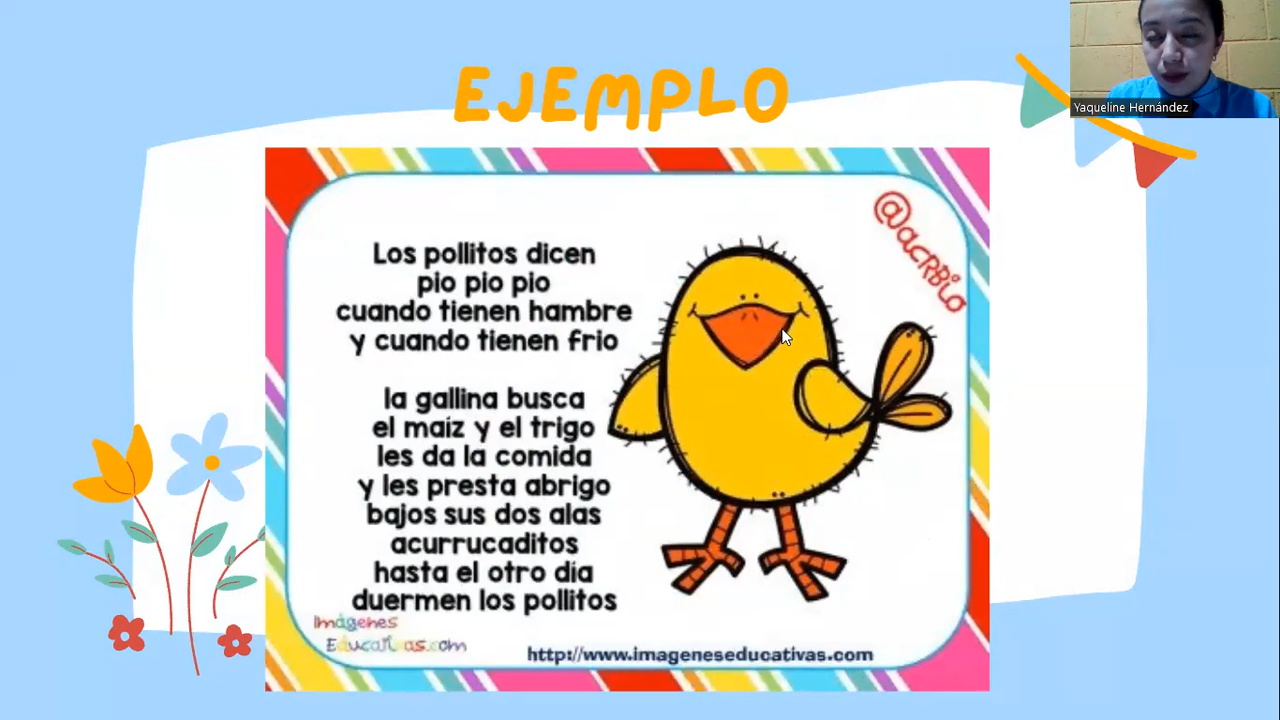 EJEMPLO
Yaqueline Hernández
@acrbio
Los pollitos dicen
pio pio pio
cuando tienen hambre
y cuando tienen frio
la gallina busca
el maíz y el trigo
les da la comida
y les presta abrigo
bajos sus dos alas
acurrucaditos
hasta el otro día
duermen los pollitos
Imágenes
Educativas.com
http://www.imageneseducativas.com